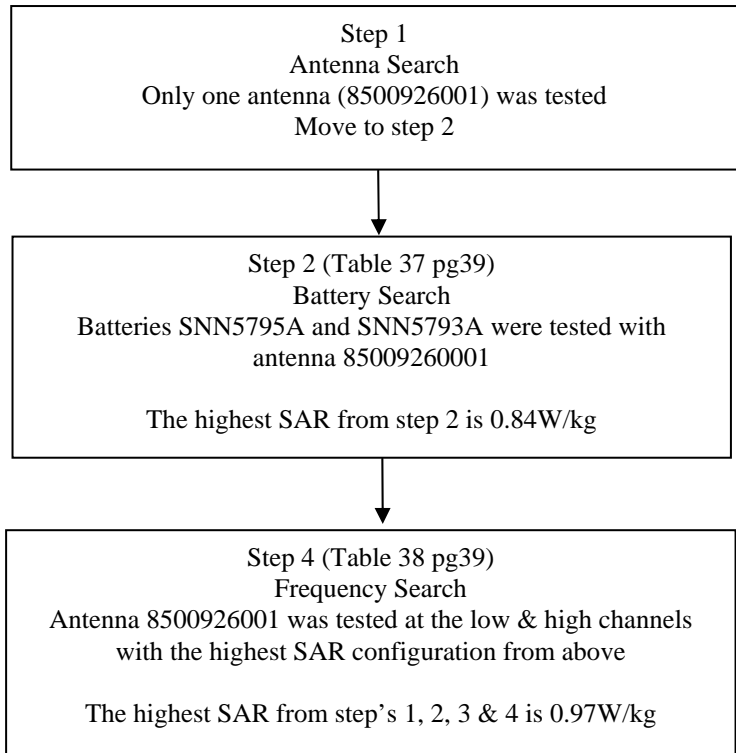 Step 1
Antenna Search
Only one antenna (8500926001) was tested
Move to step 2
Step 2 (Table 37 pg39)
Battery Search
Batteries SNN5795A and SNN5793A were tested with
antenna 85009260001
The highest SAR from step 2 is 0.84W/kg
Step 4 (Table 38 pg39)
Frequency Search
Antenna 8500926001 was tested at the low & high channels
with the highest SAR configuration from above
The highest SAR from step’s 1, 2, 3 & 4 is 0.97W/kg